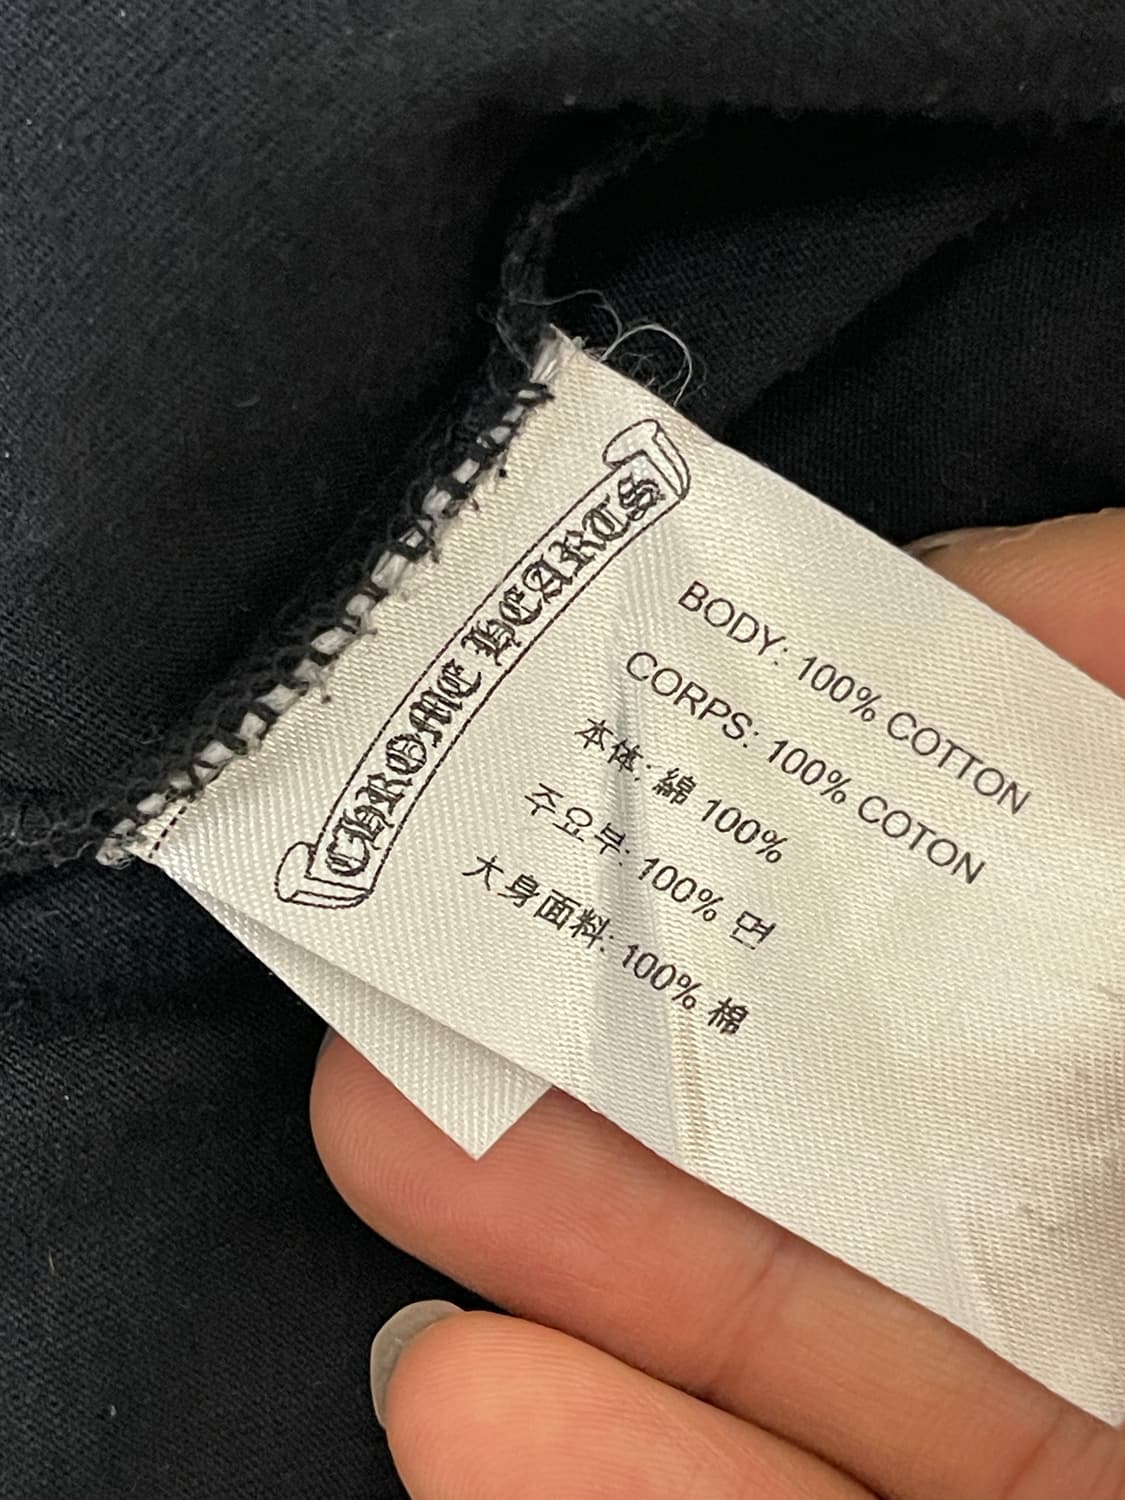 CHROME HEARTS
BODY: 100% COTTON
CORPS: 100% COTON
本体: 綿 100%
주요부: 100% 면
大身面料: 100% 棉